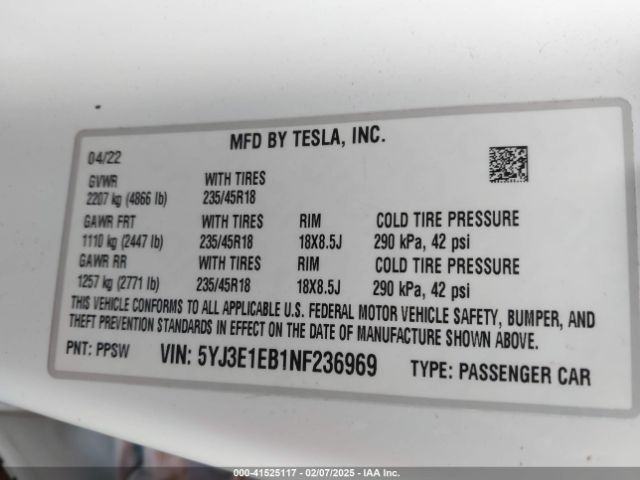 MFD BY TESLA, INC.
04/22
GVWR WITH TIRES
2207 kg (4866 lb) 235/45R18
GAWR FRT WITH TIRES RIM COLD TIRE PRESSURE
1110 kg (2447 lb) 235/45R18 18X8.5J 290 kPa, 42 psi
GAWR RR WITH TIRES RIM COLD TIRE PRESSURE
1257 kg (2771 lb) 235/45R18 18X8.5J 290 kPa, 42 psi
THIS VEHICLE CONFORMS TO ALL APPLICABLE U.S. FEDERAL MOTOR VEHICLE SAFETY, BUMPER, AND
THEFT PREVENTION STANDARDS IN EFFECT ON THE DATE OF MANUFACTURE SHOWN ABOVE.
PNT: PPSW VIN: 5YJ3E1EB1NF236969 TYPE: PASSENGER CAR
000-41525117 - 02/07/2025 - IAA Inc.